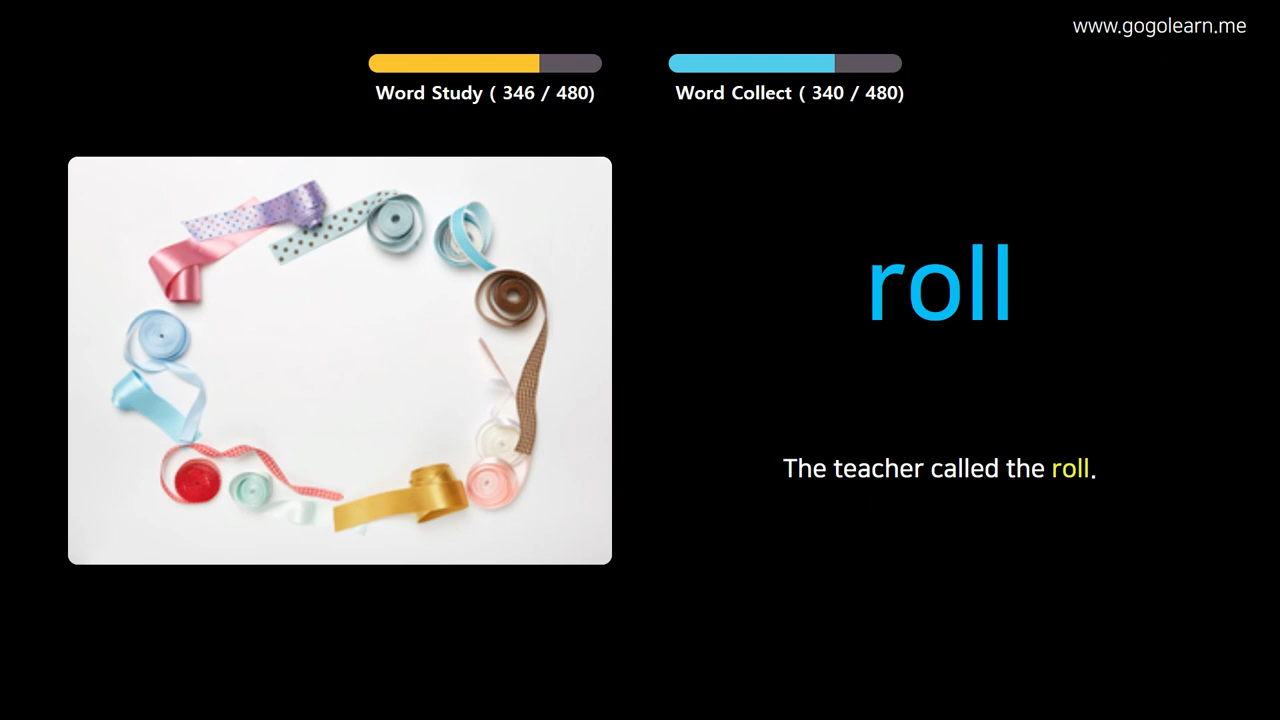 www.gogolearn.me
Word Study ( 346 / 480)
Word Collect ( 340 / 480)
roll
The teacher called the roll.